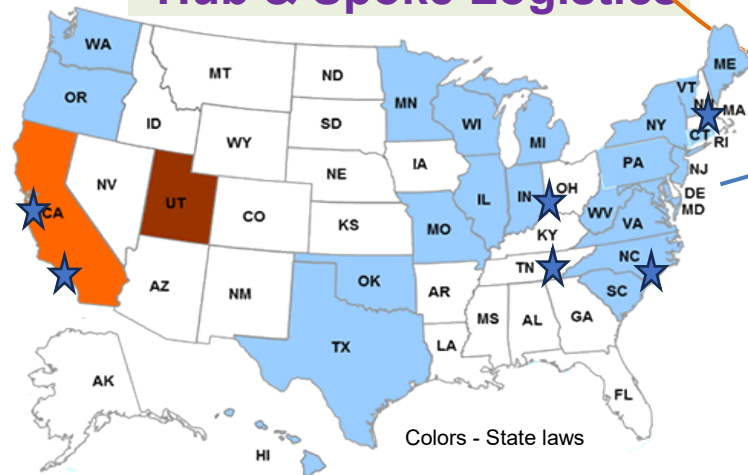 Hub & Spoke Logistics
WA
MT
ND
MN
ME
VT
OR
ID
SD
WI
MI
NY
MA
CT
RI
WY
IA
PA
NJ
NE
NV
UT
CO
IL
IN
OH
DE
MD
CA
KS
MO
WV
VA
KY
NC
AZ
NM
OK
AR
TN
SC
MS
AL
GA
TX
LA
AK
FL
HI
Colors - State laws